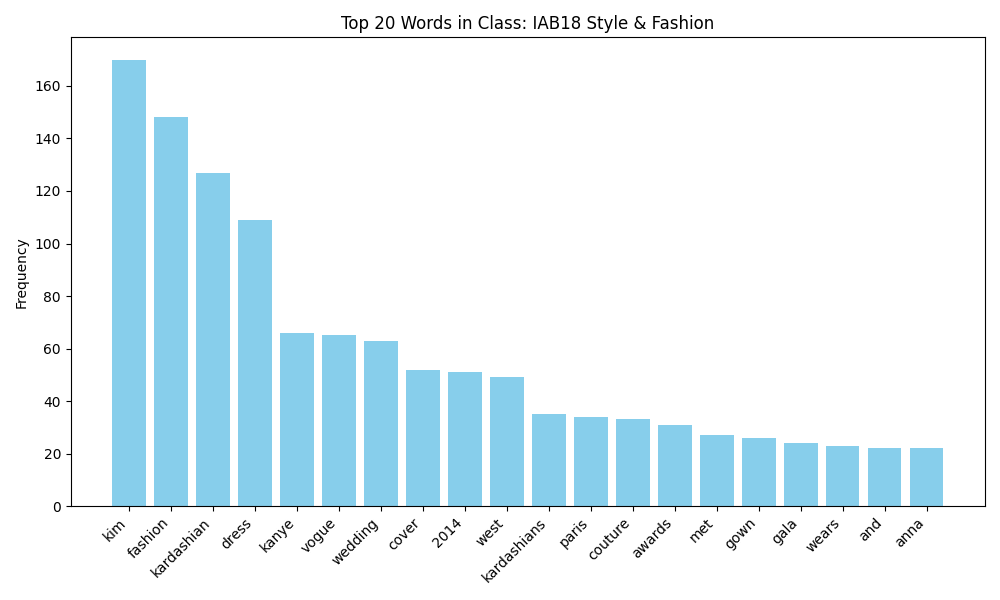 Top 20 Words in Class: IAB18 Style & Fashion
Frequency
160
140
120
100
80
60
40
20
0
kim
fashion
kardashian
dress
kanye
vogue
wedding
cover
2014
west
kardashians
paris
couture
awards
met
gown
gala
wears
and
anna